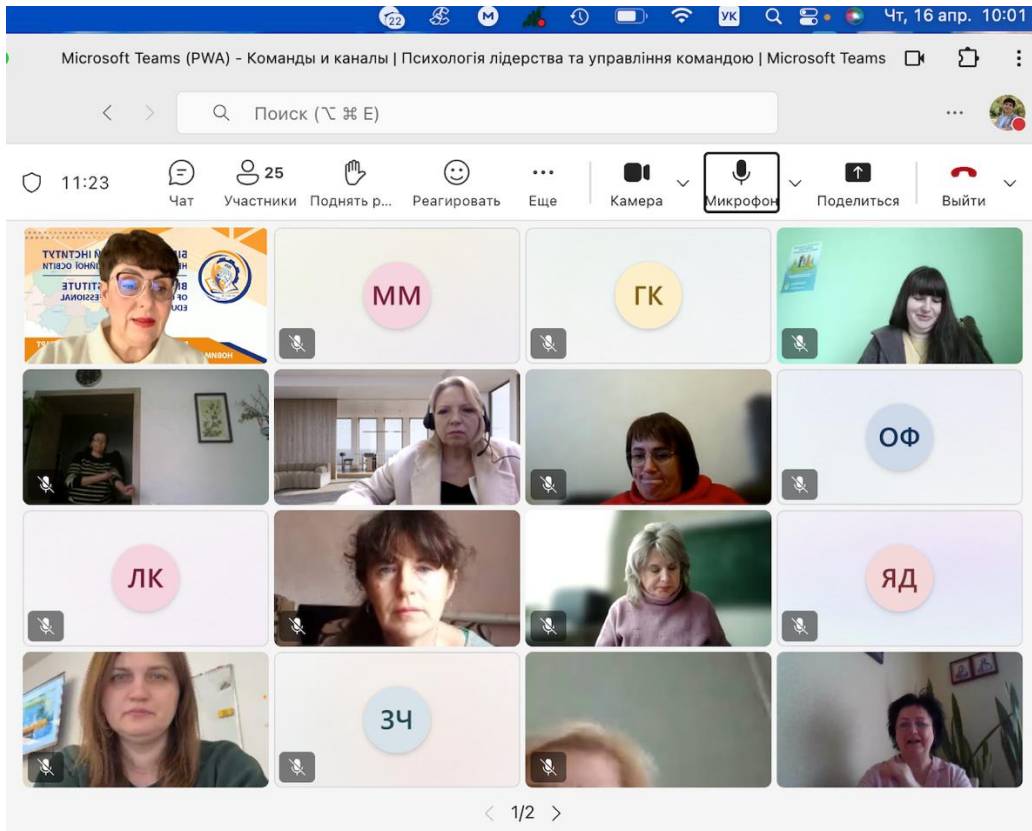 22
M
УК
Чт, 16 апр. 10:01
Microsoft Teams (PWA) - Команды и каналы | Психологія лідерства та управління командою | Microsoft Teams
Поиск (⌥ ⌘ E)
11:23
Чат
25
Участники
Поднять р...
Реагировать
Еще
Камера
Микрофон
Поделиться
Выйти
ММ
ГК
ОФ
ЛК
ЯД
ЗЧ
1/2